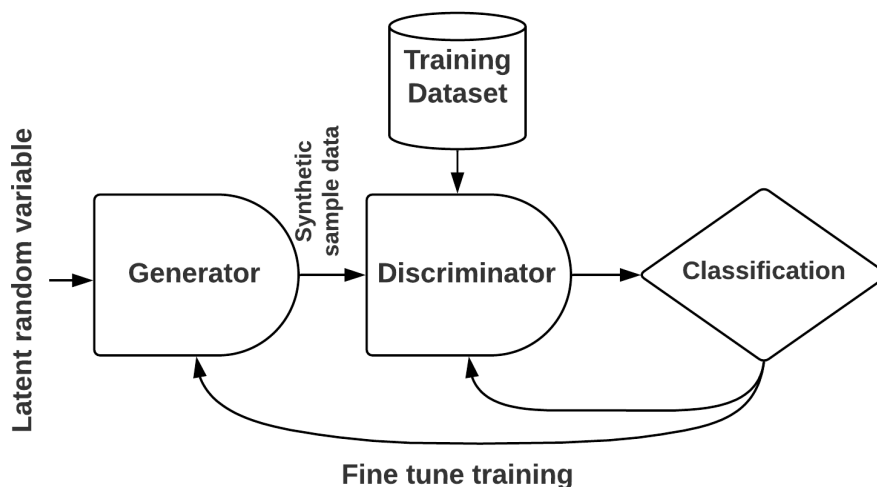 Training
Dataset
Latent random variable
Synthetic
sample data
Generator
Discriminator
Classification
Fine tune training